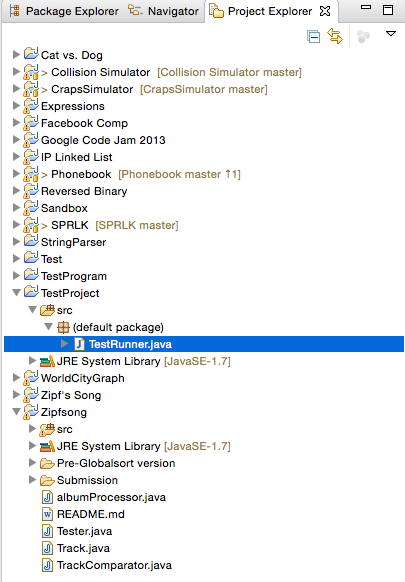 Package Explorer Navigator Project Explorer
Cat vs. Dog
> Collision Simulator [Collision Simulator master]
> CrapsSimulator [CrapsSimulator master]
Expressions
Facebook Comp
Google Code Jam 2013
IP Linked List
> Phonebook [Phonebook master ↑1]
Reversed Binary
Sandbox
> SPRLK [SPRLK master]
StringParser
Test
TestProgram
TestProject
src
(default package)
TestRunner.java
JRE System Library [JavaSE-1.7]
WorldCityGraph
Zipf's Song
Zipfsong
src
JRE System Library [JavaSE-1.7]
Pre-Globalsort version
Submission
albumProcessor.java
README.md
Tester.java
Track.java
TrackComparator.java